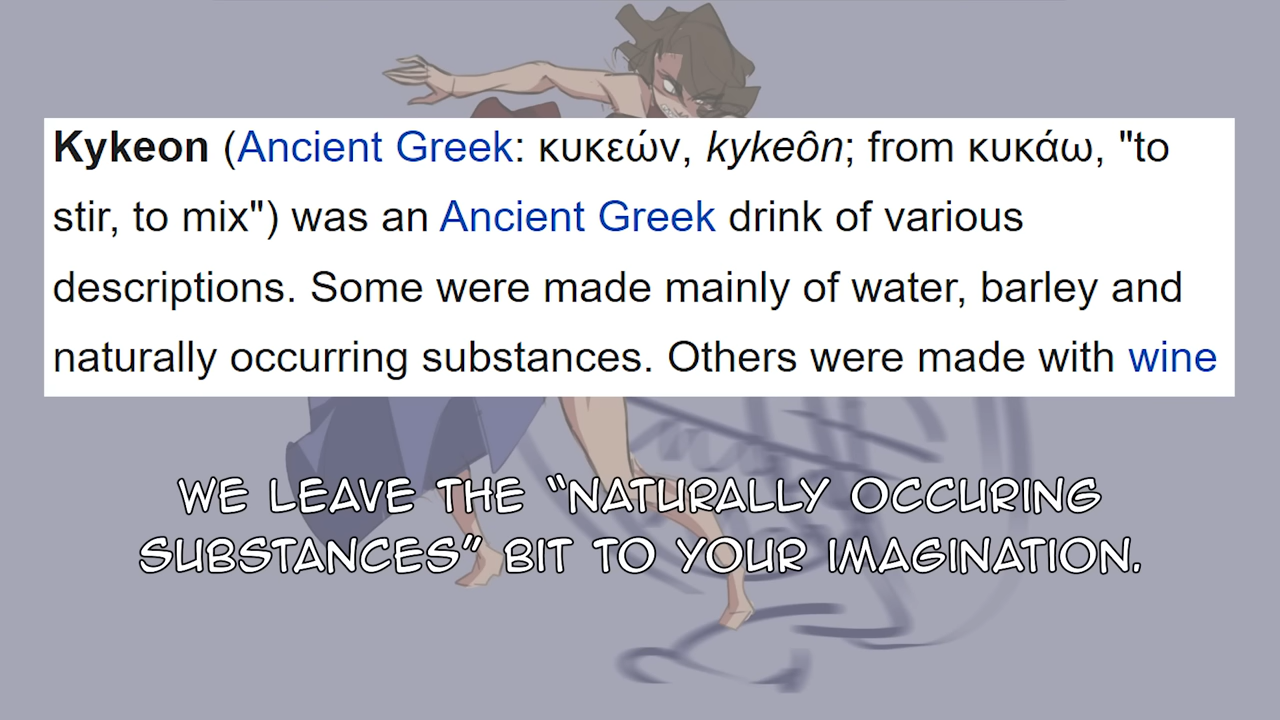 Kykeon (Ancient Greek: κυκεών, kykeôn; from κυκάω, "to
stir, to mix") was an Ancient Greek drink of various
descriptions. Some were made mainly of water, barley and
naturally occurring substances. Others were made with wine
WE LEAVE THE “NATURALLY OCCURING
SUBSTANCES” BIT TO YOUR IMAGINATION.